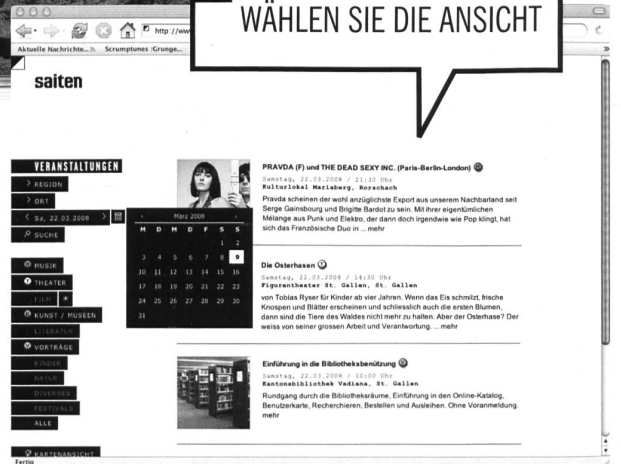 WÄHLEN SIE DIE ANSICHT
http://ww
Aktuelle Nachrichte...
Scrumptunes :Grunge...
saiten
VERANSTALTUNGEN
REGION
ORT
Sa, 22.03.2008
SUCHE
MUSIK
THEATER
FILM
KUNST / MUSEEN
LITERATUR
VORTRÄGE
KINDER
NATUR
DIVERSES
FESTIVALS
ALLE
KARTENANSICHT
März 2008
M D M D F S S
1 2
3 4 5 6 7 8 9
10 11 12 13 14 15 16
17 18 19 20 21 22 23
24 25 26 27 28 29 30
31
PRAVDA (F) und THE DEAD SEXY INC. (Paris-Berlin-London)
Samstag, 22.03.2008 / 21:30 Uhr
Kulturlokal Mariaberg, Rorschach
Pravda scheinen der wohl anzüglichste Export aus unserem Nachbarland seit
Serge Gainsbourg und Brigitte Bardot zu sein. Mit ihrer eigentümlichen
Mélange aus Punk und Elektro, der dann doch irgendwie wie Pop klingt, hat
sich das Französische Duo in ... mehr
Die Osterhasen
Samstag, 22.03.2008 / 14:30 Uhr
Figurentheater St. Gallen, St. Gallen
von Tobias Ryser für Kinder ab vier Jahren. Wenn das Eis schmilzt, frische
Knospen und Blätter erscheinen und schliesslich auch die ersten Blumen,
dann sind die Tiere des Waldes nicht mehr zu halten. Aber der Osterhase? Der
weiss von seiner grossen Arbeit und Verantwortung. ... mehr
Einführung in die Bibliotheksbenützung
Samstag, 22.03.2008 / 10:00 Uhr
Kantonsbibliothek Vadiana, St. Gallen
Rundgang durch die Bibliotheksräume, Einführung in den Online-Katalog,
Benutzerkarte, Recherchieren, Bestellen und Ausleihen. Ohne Voranmeldung.
mehr
Fertig